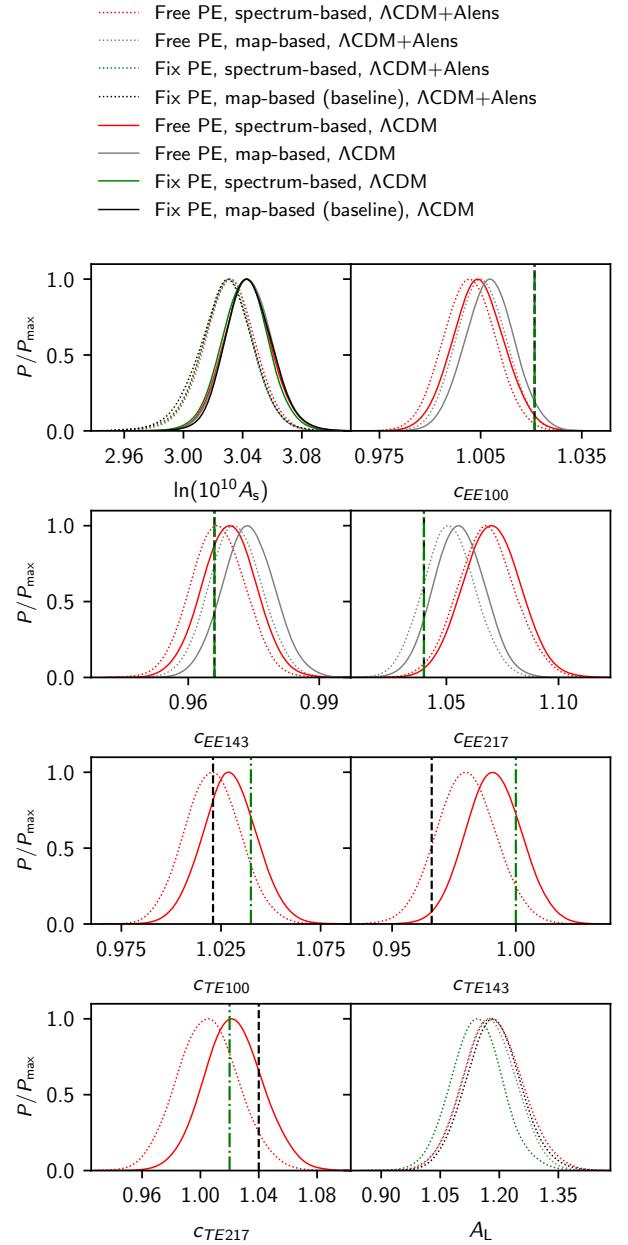 Free PE, spectrum-based, ΛCDM+Alens
Free PE, map-based, ΛCDM+Alens
Fix PE, spectrum-based, ΛCDM+Alens
Fix PE, map-based (baseline), ΛCDM+Alens
Free PE, spectrum-based, ΛCDM
Free PE, map-based, ΛCDM
Fix PE, spectrum-based, ΛCDM
Fix PE, map-based (baseline), ΛCDM
1.0
0.5
0.0
P/Pmax
2.96 3.00 3.04 3.08
0.975 1.005 1.035
ln(10¹⁰Aₛ)
cEE100
1.0
0.5
0.0
P/Pmax
0.96 0.99
1.05 1.10
cEE143
cEE217
1.0
0.5
0.0
P/Pmax
0.975 1.025 1.075
0.95 1.00
cTE100
cTE143
1.0
0.5
0.0
P/Pmax
0.96 1.00 1.04 1.08
0.90 1.05 1.20 1.35
cTE217
AL